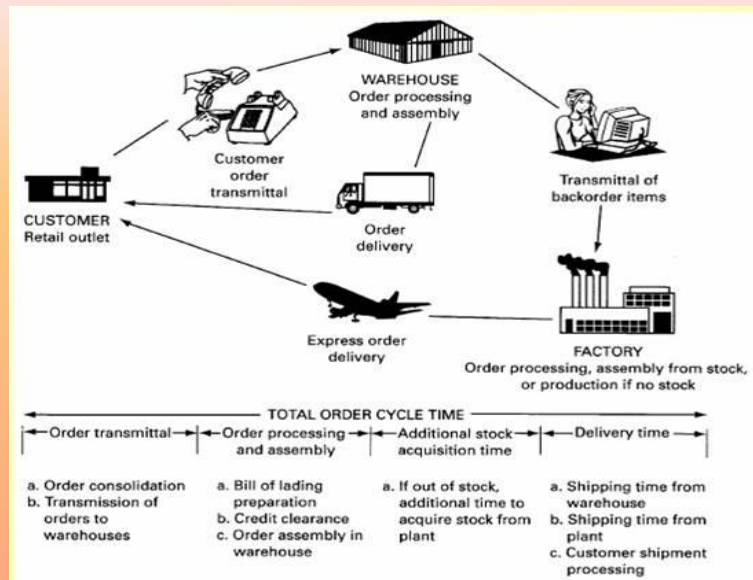 WAREHOUSE
Order processing
and assembly
Customer
order
transmittal
Transmittal of
backorder items
CUSTOMER
Retail outlet
Order
delivery
Express order
delivery
FACTORY
Order processing, assembly from stock,
or production if no stock
TOTAL ORDER CYCLE TIME
Order transmittal
Order processing
and assembly
Additional stock
acquisition time
Delivery time
a. Order consolidation
b. Transmission of
orders to
warehouses
a. Bill of lading
preparation
b. Credit clearance
c. Order assembly in
warehouse
a. If out of stock,
additional time to
acquire stock from
plant
a. Shipping time from
warehouse
b. Shipping time from
plant
c. Customer shipment
processing